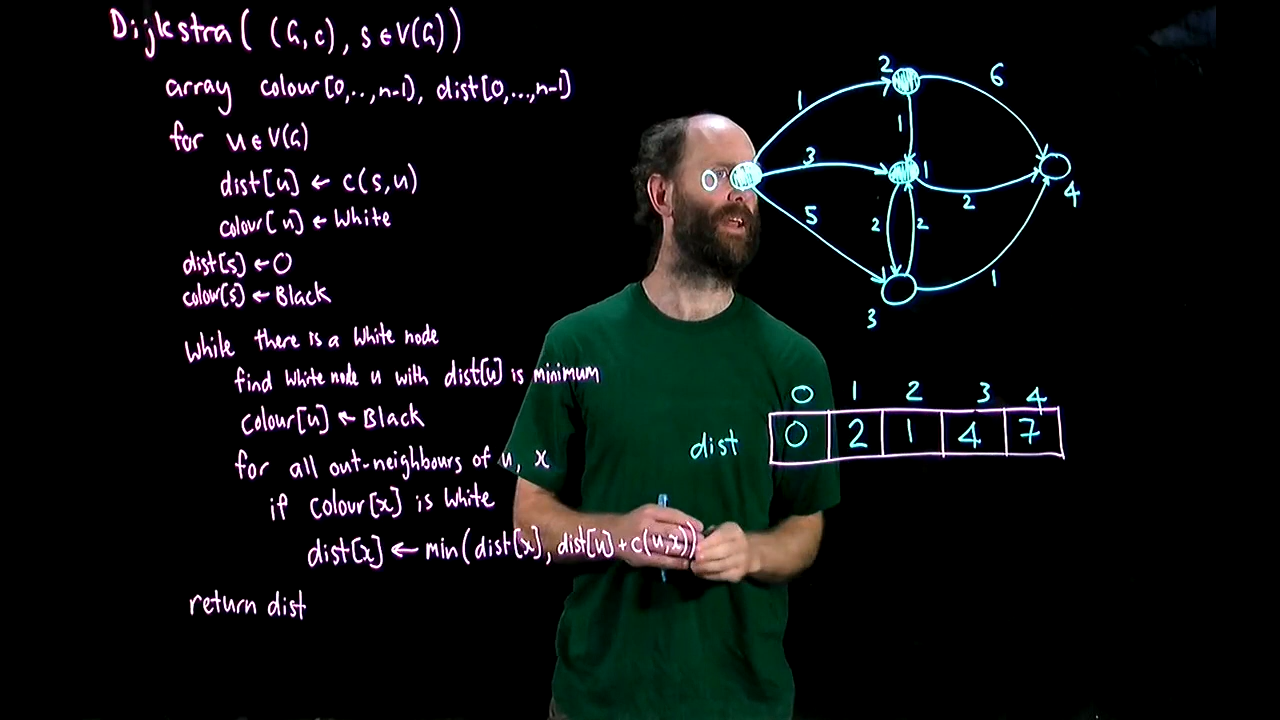 Dijkstra( (G,c), s∈V(G))
array colour[0,..,n-1), dist[0,...,n-1]
for u∈V(G)
dist[u] ← c(s,u)
colour[u] ← White
dist[s] ← 0
colour(s) ← Black
While there is a White node
find White node u with dist[u] is minimum
Colour[u] ← Black
for all out-neighbours of u, x
if Colour[x] is White
dist[x] ← min(dist[x], dist[u]+c(u,x))
return dist
2
6
1
1
0
3
1
2
4
5
2
2
1
3
0 1 2 3 4
dist 0 2 1 4 7